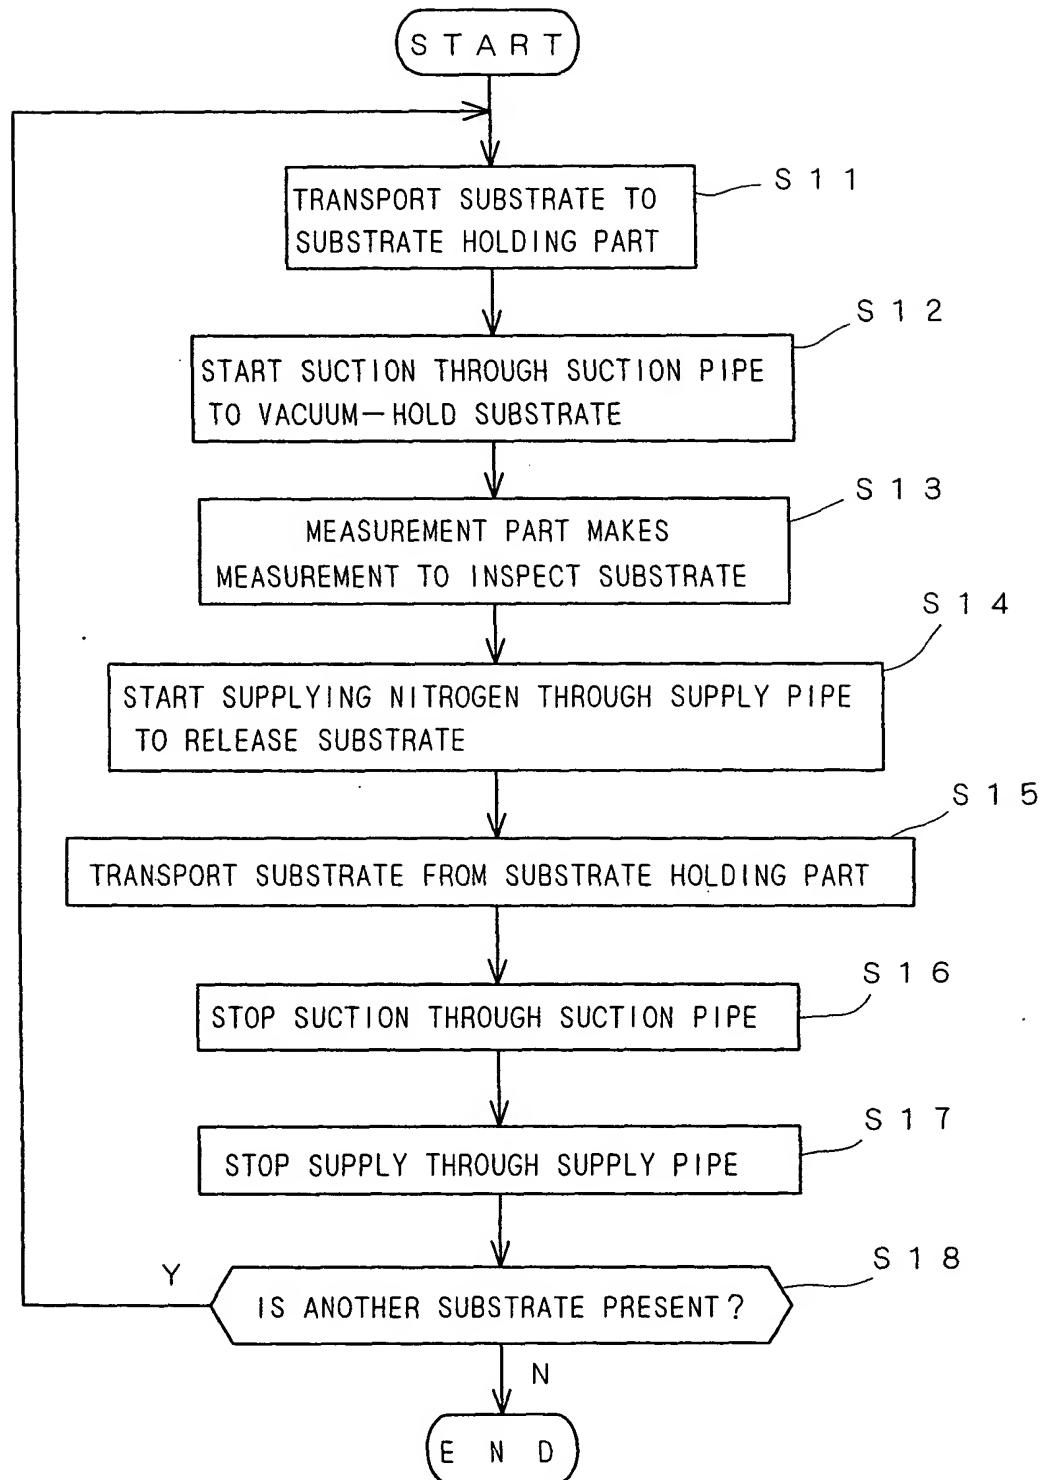 START
TRANSPORT SUBSTRATE TO
SUBSTRATE HOLDING PART
S11
START SUCTION THROUGH SUCTION PIPE
TO VACUUM-HOLD SUBSTRATE
S12
MEASUREMENT PART MAKES
MEASUREMENT TO INSPECT SUBSTRATE
S13
START SUPPLYING NITROGEN THROUGH SUPPLY PIPE
TO RELEASE SUBSTRATE
S14
TRANSPORT SUBSTRATE FROM SUBSTRATE HOLDING PART
S15
STOP SUCTION THROUGH SUCTION PIPE
S16
STOP SUPPLY THROUGH SUPPLY PIPE
S17
IS ANOTHER SUBSTRATE PRESENT?
S18
Y
N
END